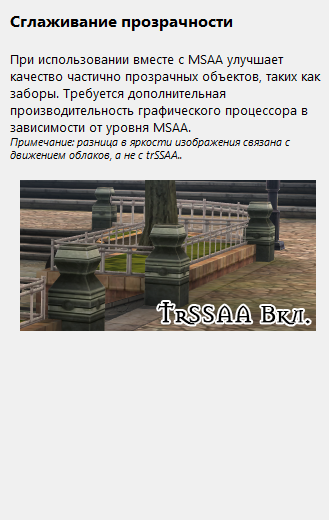 Сглаживание прозрачности
При использовании вместе с MSAA улучшает
качество частично прозрачных объектов, таких как
заборы. Требуется дополнительная
производительность графического процессора в
зависимости от уровня MSAA.
Примечание: разница в яркости изображения связана с
движением облаков, а не с trSSAA..
TrSSAA Вкл.